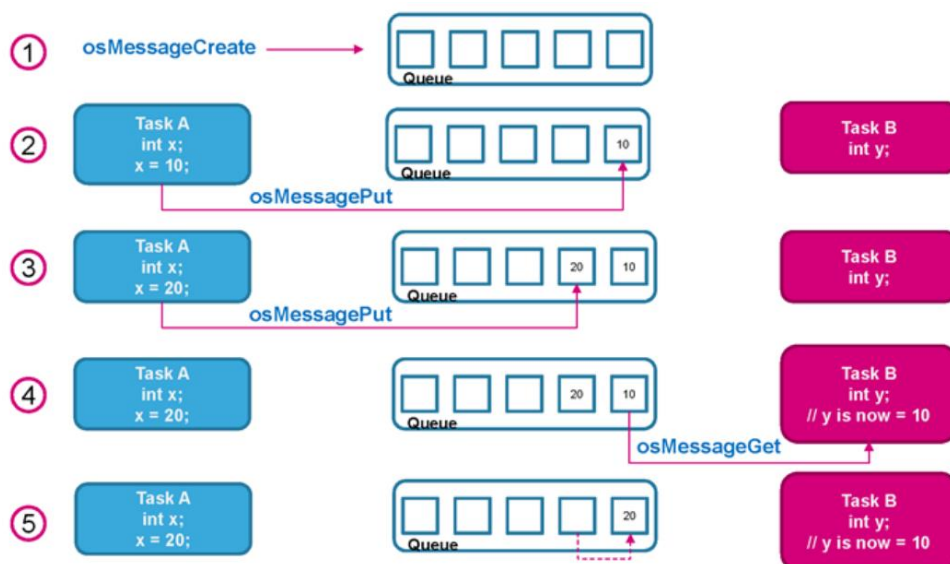 1 osMessageCreate
Queue
2
Task A
int x;
x = 10;
10
Queue
osMessagePut
Task B
int y;
3
Task A
int x;
x = 20;
20 10
Queue
osMessagePut
Task B
int y;
4
Task A
int x;
x = 20;
20 10
Queue
osMessageGet
Task B
int y;
// y is now = 10
5
Task A
int x;
x = 20;
20
Queue
Task B
int y;
// y is now = 10